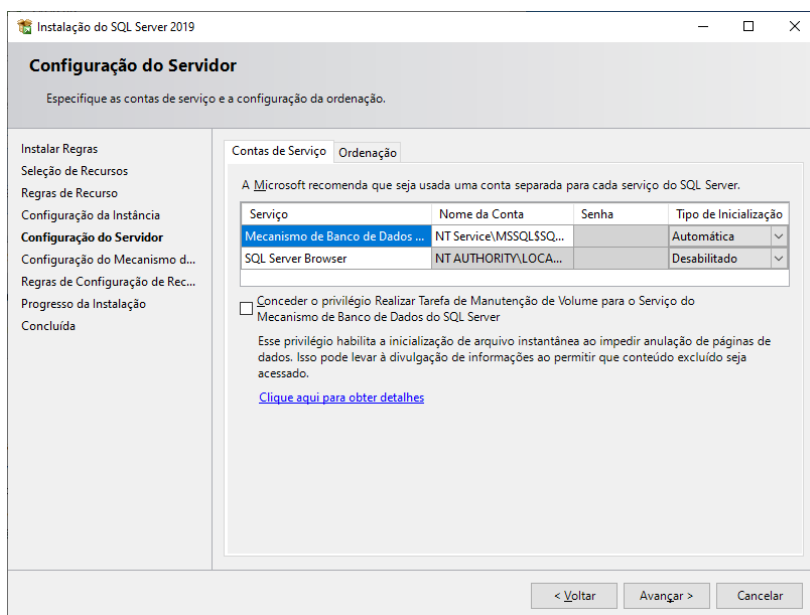 Instalação do SQL Server 2019
Configuração do Servidor
Especifique as contas de serviço e a configuração da ordenação.
Instalar Regras
Seleção de Recursos
Regras de Recurso
Configuração da Instância
Configuração do Servidor
Configuração do Mecanismo d...
Regras de Configuração de Rec...
Progresso da Instalação
Concluída
Contas de Serviço Ordenação
A Microsoft recomenda que seja usada uma conta separada para cada serviço do SQL Server.
Serviço Nome da Conta Senha Tipo de Inicialização
Mecanismo de Banco de Dados ... NT Service\MSSQL$SQ... Automática
SQL Server Browser NT AUTHORITY\LOCA... Desabilitado
Conceder o privilégio Realizar Tarefa de Manutenção de Volume para o Serviço do
Mecanismo de Banco de Dados do SQL Server
Esse privilégio habilita a inicialização de arquivo instantânea ao impedir anulação de páginas de
dados. Isso pode levar à divulgação de informações ao permitir que conteúdo excluído seja
acessado.
Clique aqui para obter detalhes
< Voltar Avançar > Cancelar